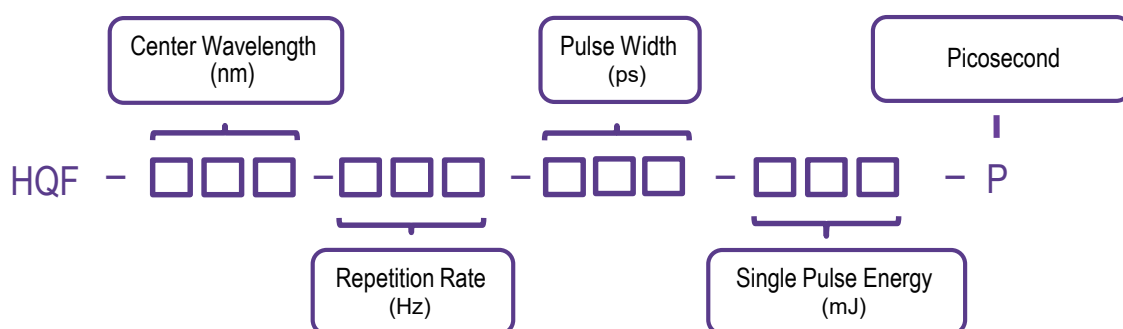 Center Wavelength
(nm)
Pulse Width
(ps)
Picosecond
HQF – □□□ – □□□ – □□□ – □□□ – P
Repetition Rate
(Hz)
Single Pulse Energy
(mJ)